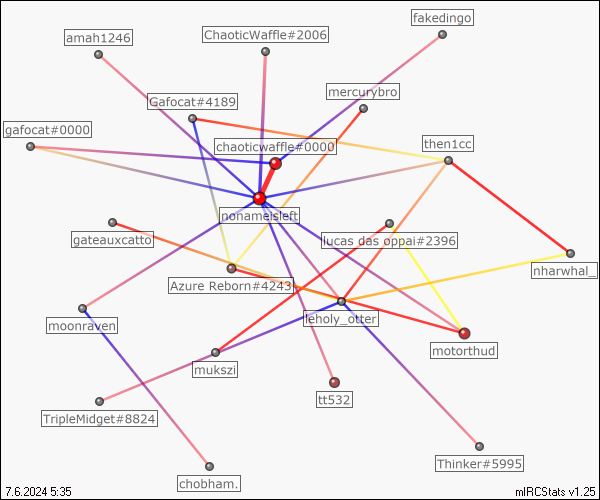 fakedingo
ChaoticWaffle#2006
amah1246
mercurybro
Gafocat#4189
gafocat#0000
chaoticwaffle#0000
then1cc
nonameisleft
gateauxcatto
lucas das oppai#2396
nharwhal_
Azure Reborn#4243
leholy_otter
moonraven
motorthud
mukszi
tt532
TripleMidget#8824
Thinker#5995
chobham.
7.6.2024 5:35
mIRCStats v1.25